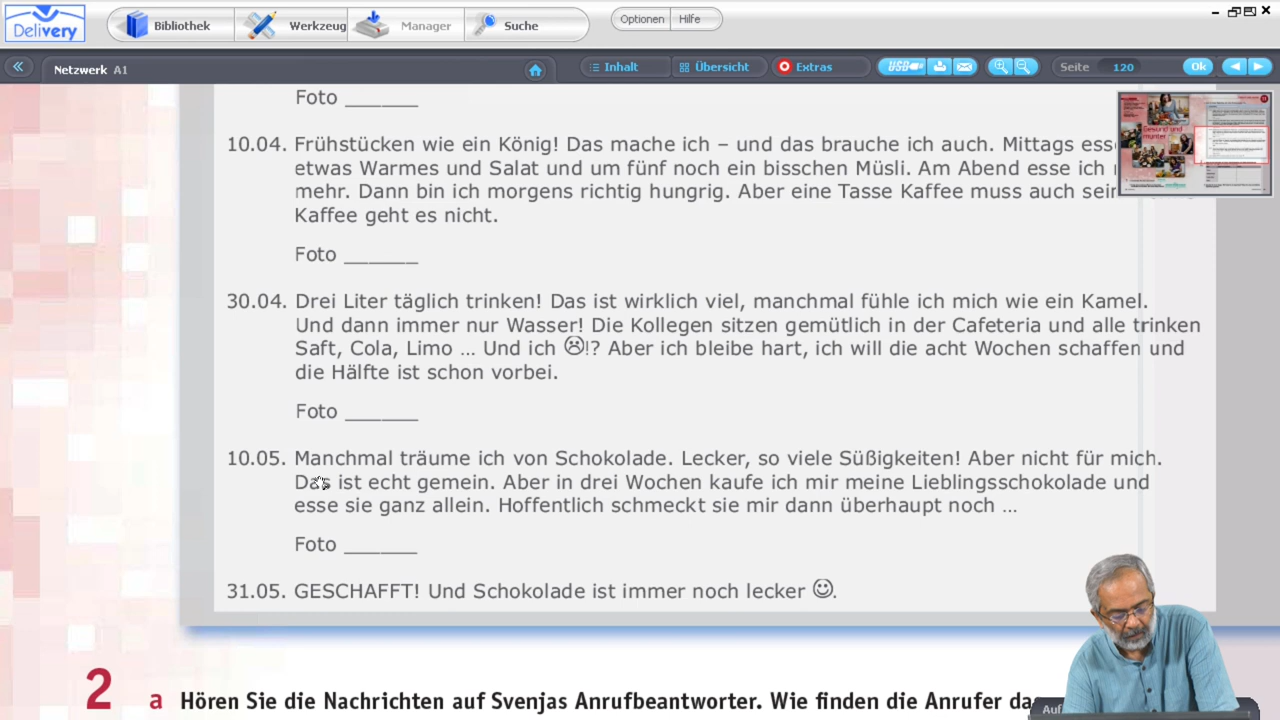 Delivery
Bibliothek
Werkzeug
Manager
Suche
Optionen
Hilfe
Netzwerk A1
Inhalt
Übersicht
Extras
USB
Seite 120
Ok
Gesund und munter
Foto ______
10.04. Frühstücken wie ein König! Das mache ich – und das brauche ich auch. Mittags ess
etwas Warmes und Salat und um fünf noch ein bisschen Müsli. Am Abend esse ich
mehr. Dann bin ich morgens richtig hungrig. Aber eine Tasse Kaffee muss auch sein
Kaffee geht es nicht.
Foto ______
30.04. Drei Liter täglich trinken! Das ist wirklich viel, manchmal fühle ich mich wie ein Kamel.
Und dann immer nur Wasser! Die Kollegen sitzen gemütlich in der Cafeteria und alle trinken
Saft, Cola, Limo ... Und ich ☹!? Aber ich bleibe hart, ich will die acht Wochen schaffen und
die Hälfte ist schon vorbei.
Foto ______
10.05. Manchmal träume ich von Schokolade. Lecker, so viele Süßigkeiten! Aber nicht für mich.
Das ist echt gemein. Aber in drei Wochen kaufe ich mir meine Lieblingsschokolade und
esse sie ganz allein. Hoffentlich schmeckt sie mir dann überhaupt noch ...
Foto ______
31.05. GESCHAFFT! Und Schokolade ist immer noch lecker ☺.
2 a Hören Sie die Nachrichten auf Svenjas Anrufbeantworter. Wie finden die Anrufer da